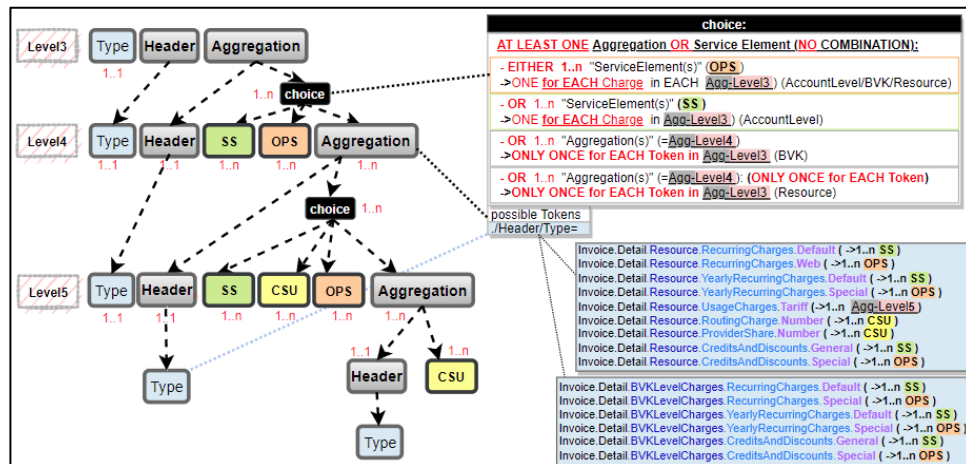 Level3
Type
Header
Aggregation
1..1
1..n
choice
Level4
Type
Header
SS
OPS
Aggregation
1..1
1..1
1..n
1..n
1..n
choice
1..n
Level5
Type
Header
SS
CSU
OPS
Aggregation
1..1
1..1
1..n
1..n
1..n
1..n
1..1
1..n
Type
Header
CSU
Type
choice:
AT LEAST ONE Aggregation OR Service Element (NO COMBINATION):
- EITHER 1..n "ServiceElement(s)" (OPS)
->ONE for EACH Charge in EACH Agg-Level3 ) (AccountLevel/BVK/Resource)
- OR 1..n "ServiceElement(s)" (SS)
->ONE for EACH Charge in Agg-Level3 ) (AccountLevel)
- OR 1..n "Aggregation(s)" (=Agg-Level4)
->ONLY ONCE for EACH Token in Agg-Level3 (BVK)
- OR 1..n "Aggregation(s)" (=Agg-Level4): (ONLY ONCE for EACH Token)
->ONLY ONCE for EACH Token in Agg-Level3 (Resource)
possible Tokens
./Header/Type=
Invoice.Detail.Resource.RecurringCharges.Default ( ->1..n SS )
Invoice.Detail.Resource.RecurringCharges.Web ( ->1..n OPS )
Invoice.Detail.Resource.YearlyRecurringCharges.Default ( ->1..n SS )
Invoice.Detail.Resource.YearlyRecurringCharges.Special ( ->1..n OPS )
Invoice.Detail.Resource.UsageCharges.Tariff ( ->1..n Agg-Level5 )
Invoice.Detail.Resource.RoutingCharge.Number ( ->1..n CSU )
Invoice.Detail.Resource.ProviderShare.Number ( ->1..n CSU )
Invoice.Detail.Resource.CreditsAndDiscounts.General ( ->1..n SS )
Invoice.Detail.Resource.CreditsAndDiscounts.Special ( ->1..n OPS )
Invoice.Detail.BVKLevelCharges.RecurringCharges.Default ( ->1..n SS )
Invoice.Detail.BVKLevelCharges.RecurringCharges.Special ( ->1..n OPS )
Invoice.Detail.BVKLevelCharges.YearlyRecurringCharges.Default ( ->1..n SS )
Invoice.Detail.BVKLevelCharges.YearlyRecurringCharges.Special ( ->1..n OPS )
Invoice.Detail.BVKLevelCharges.CreditsAndDiscounts.General ( ->1..n SS )
Invoice.Detail.BVKLevelCharges.CreditsAndDiscounts.Special ( ->1..n OPS )